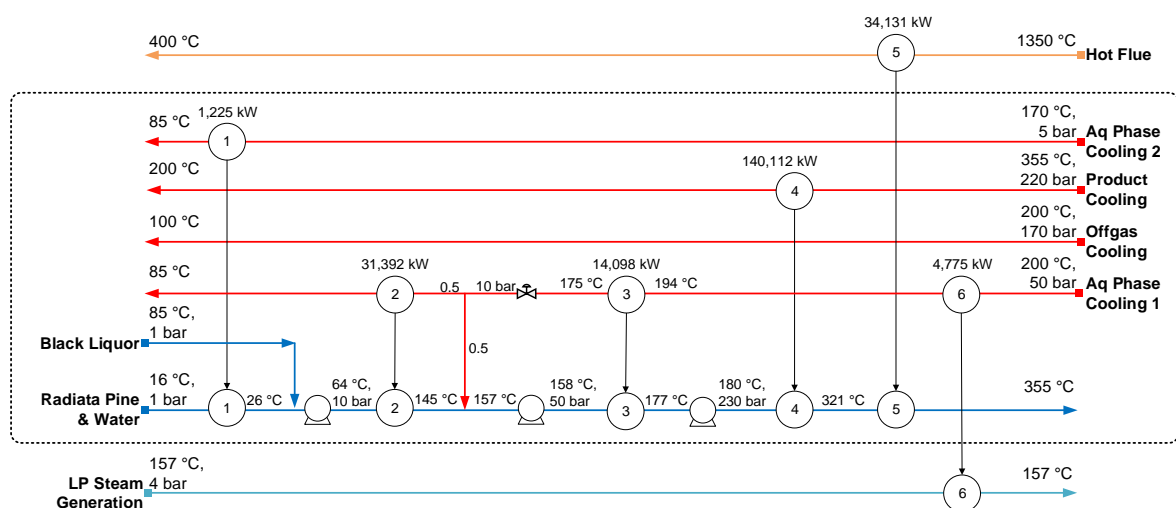 34,131 kW
400 °C
5
1350 °C
Hot Flue
1,225 kW
85 °C
1
170 °C,
5 bar
Aq Phase
Cooling 2
140,112 kW
200 °C
4
355 °C,
220 bar
Product
Cooling
100 °C
200 °C,
170 bar
Offgas
Cooling
31,392 kW
14,098 kW
4,775 kW
85 °C
2
0.5
10 bar
175 °C
3
194 °C
6
200 °C,
50 bar
Aq Phase
Cooling 1
85 °C,
1 bar
Black Liquor
0.5
16 °C,
1 bar
Radiata Pine
& Water
1
26 °C
64 °C,
10 bar
2
145 °C
157 °C
158 °C,
50 bar
3
177 °C
180 °C,
230 bar
4
321 °C
5
355 °C
157 °C,
4 bar
LP Steam
Generation
6
157 °C